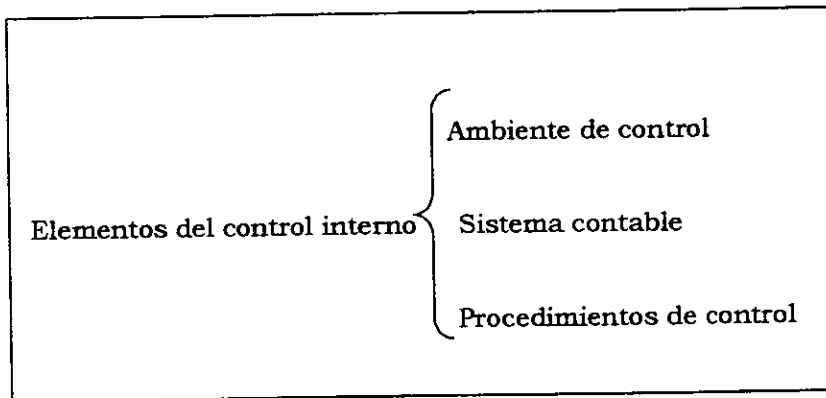 Ambiente de control
Elementos del control interno
Sistema contable
Procedimientos de control